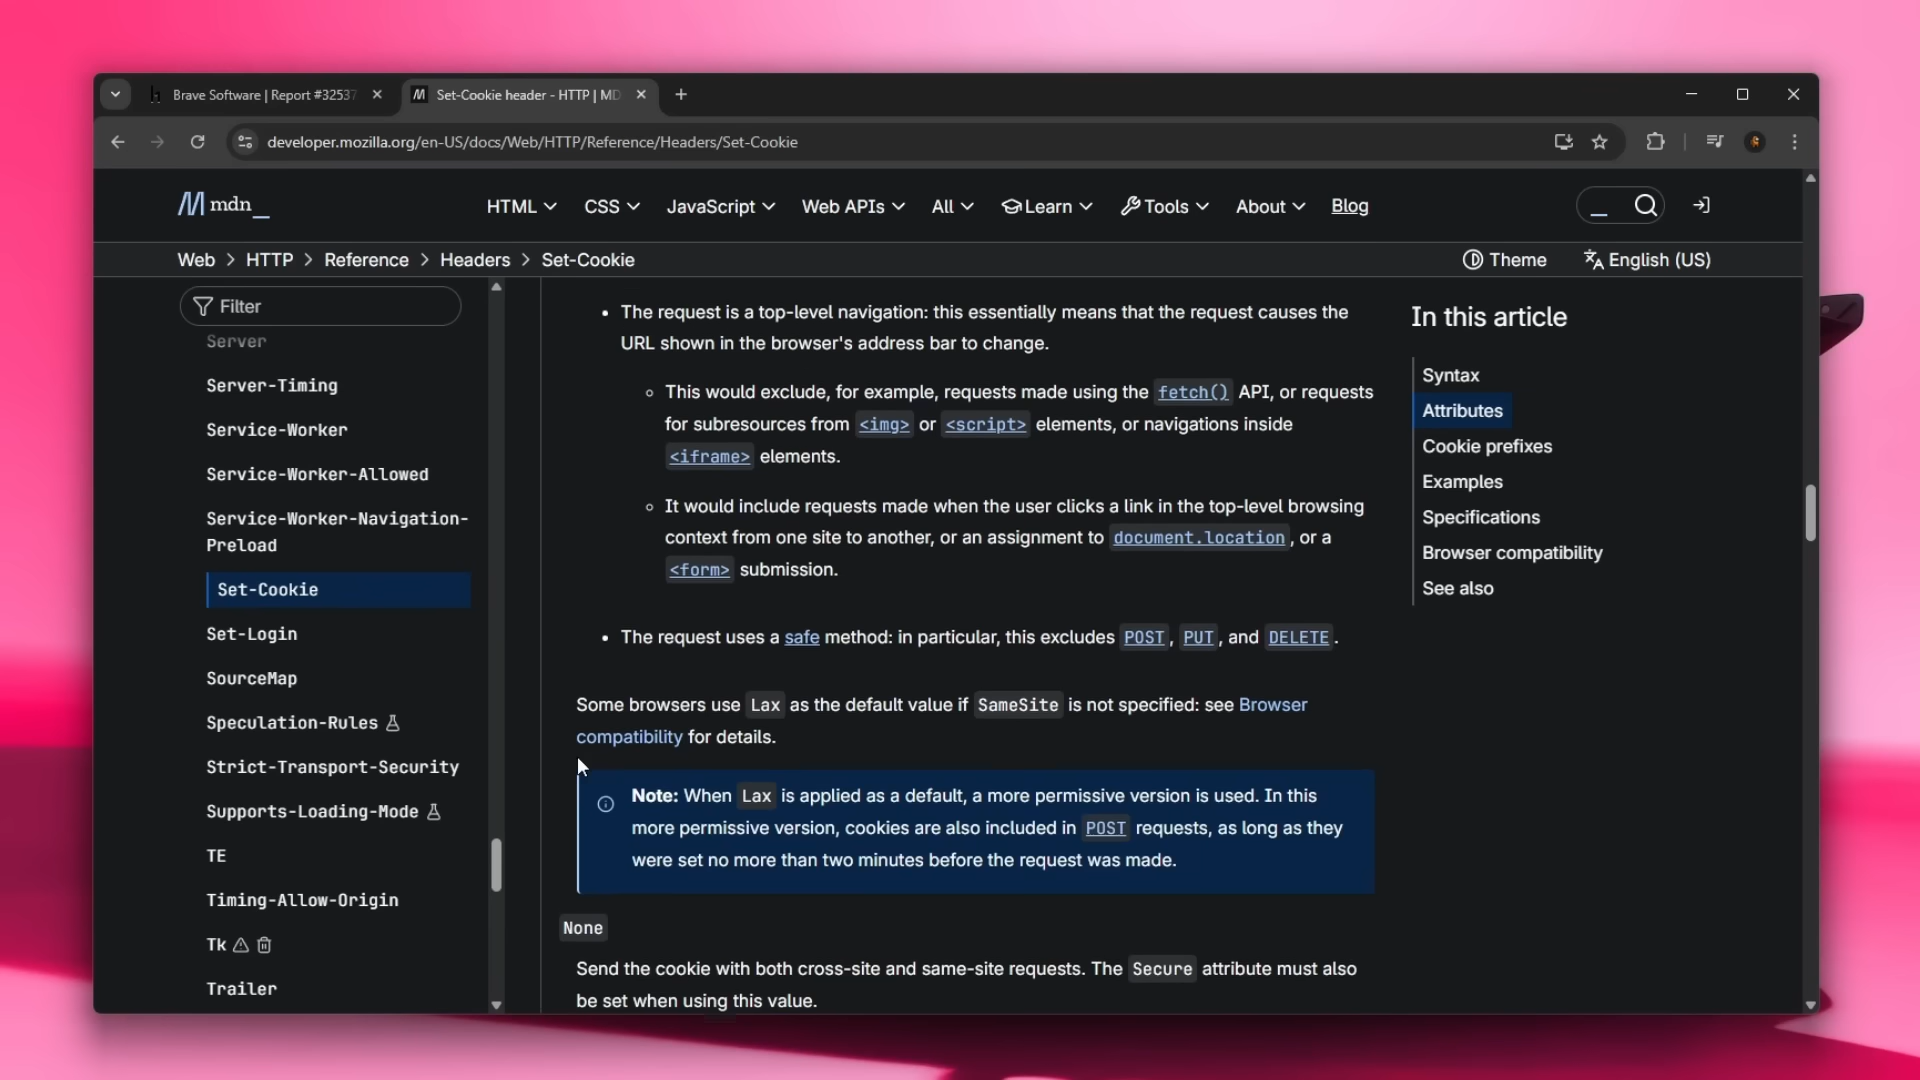 Brave Software | Report #32537
Set-Cookie header - HTTP | MD
developer.mozilla.org/en-US/docs/Web/HTTP/Reference/Headers/Set-Cookie
mdn_
HTML CSS JavaScript Web APIs All Learn Tools About Blog
Web > HTTP > Reference > Headers > Set-Cookie
Theme English (US)
Filter
Server
Server-Timing
Service-Worker
Service-Worker-Allowed
Service-Worker-Navigation-
Preload
Set-Cookie
Set-Login
SourceMap
Speculation-Rules
Strict-Transport-Security
Supports-Loading-Mode
TE
Timing-Allow-Origin
Tk
Trailer
• The request is a top-level navigation: this essentially means that the request causes the
URL shown in the browser's address bar to change.
◦ This would exclude, for example, requests made using the fetch() API, or requests
for subresources from <img> or <script> elements, or navigations inside
<iframe> elements.
◦ It would include requests made when the user clicks a link in the top-level browsing
context from one site to another, or an assignment to document.location, or a
<form> submission.
• The request uses a safe method: in particular, this excludes POST, PUT, and DELETE.
Some browsers use Lax as the default value if SameSite is not specified: see Browser
compatibility for details.
Note: When Lax is applied as a default, a more permissive version is used. In this
more permissive version, cookies are also included in POST requests, as long as they
were set no more than two minutes before the request was made.
None
Send the cookie with both cross-site and same-site requests. The Secure attribute must also
be set when using this value.
In this article
Syntax
Attributes
Cookie prefixes
Examples
Specifications
Browser compatibility
See also